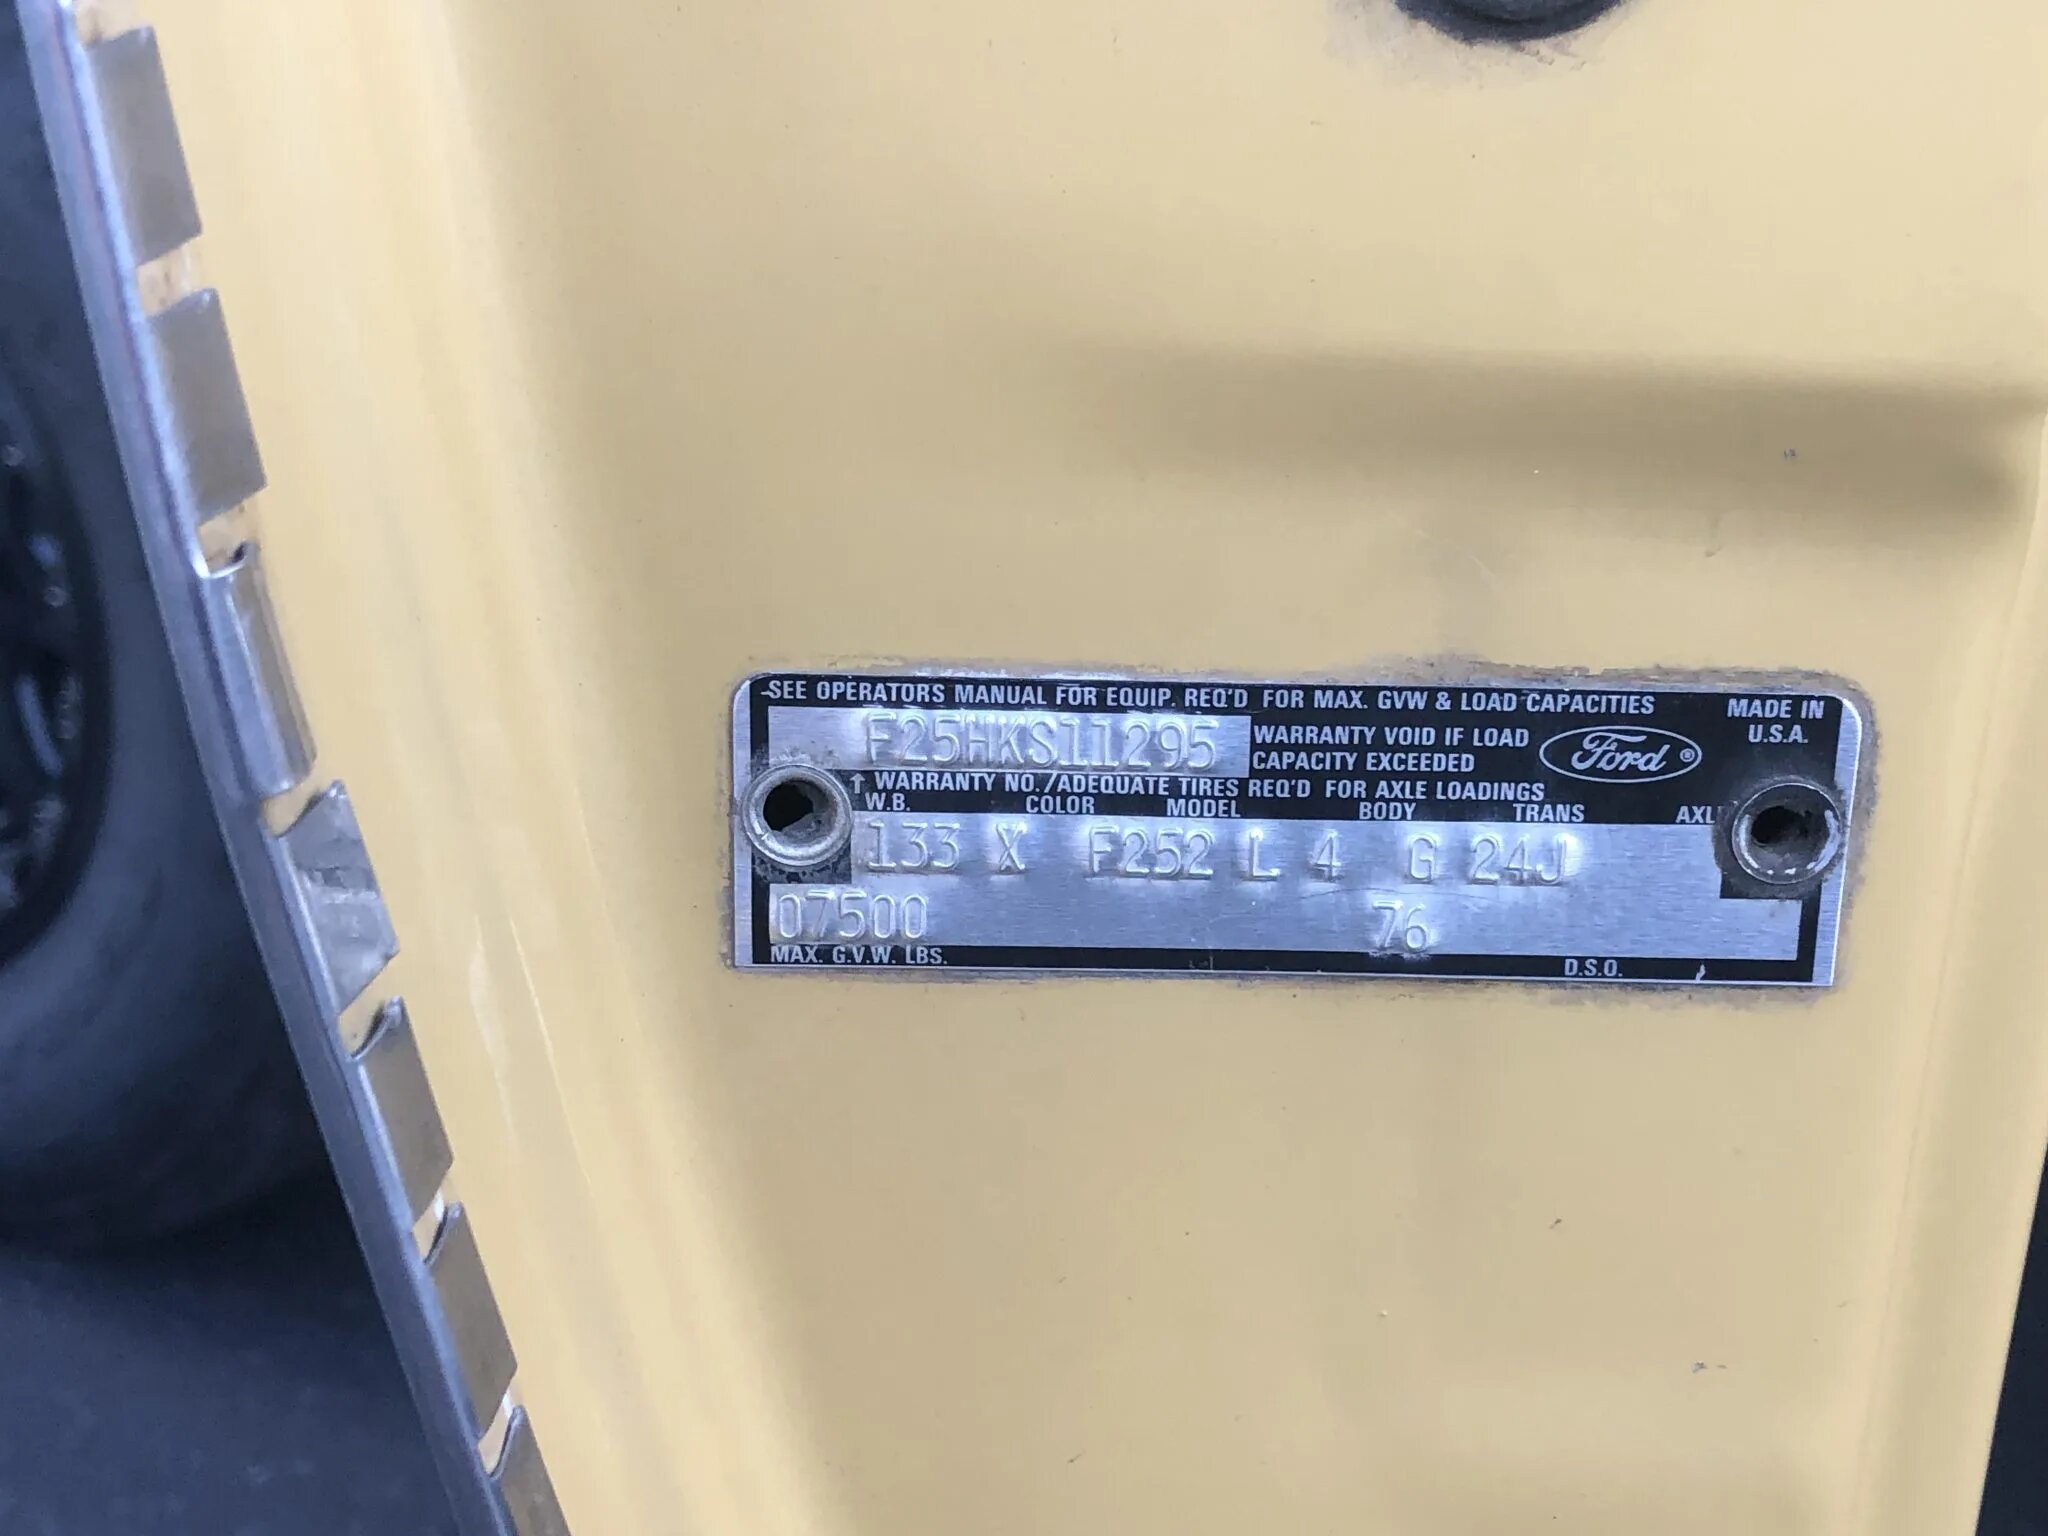 SEE OPERATORS MANUAL FOR EQUIP. REQ'D FOR MAX. GVW & LOAD CAPACITIES
MADE IN
U.S.A.
F25HKS11295
WARRANTY VOID IF LOAD
CAPACITY EXCEEDED
Ford ®
↑ WARRANTY NO./ADEQUATE TIRES REQ'D FOR AXLE LOADINGS
W.B. COLOR MODEL BODY TRANS AXL
133 X F252 L 4 G 24J
07500 76
MAX. G.V.W. LBS. D.S.O.